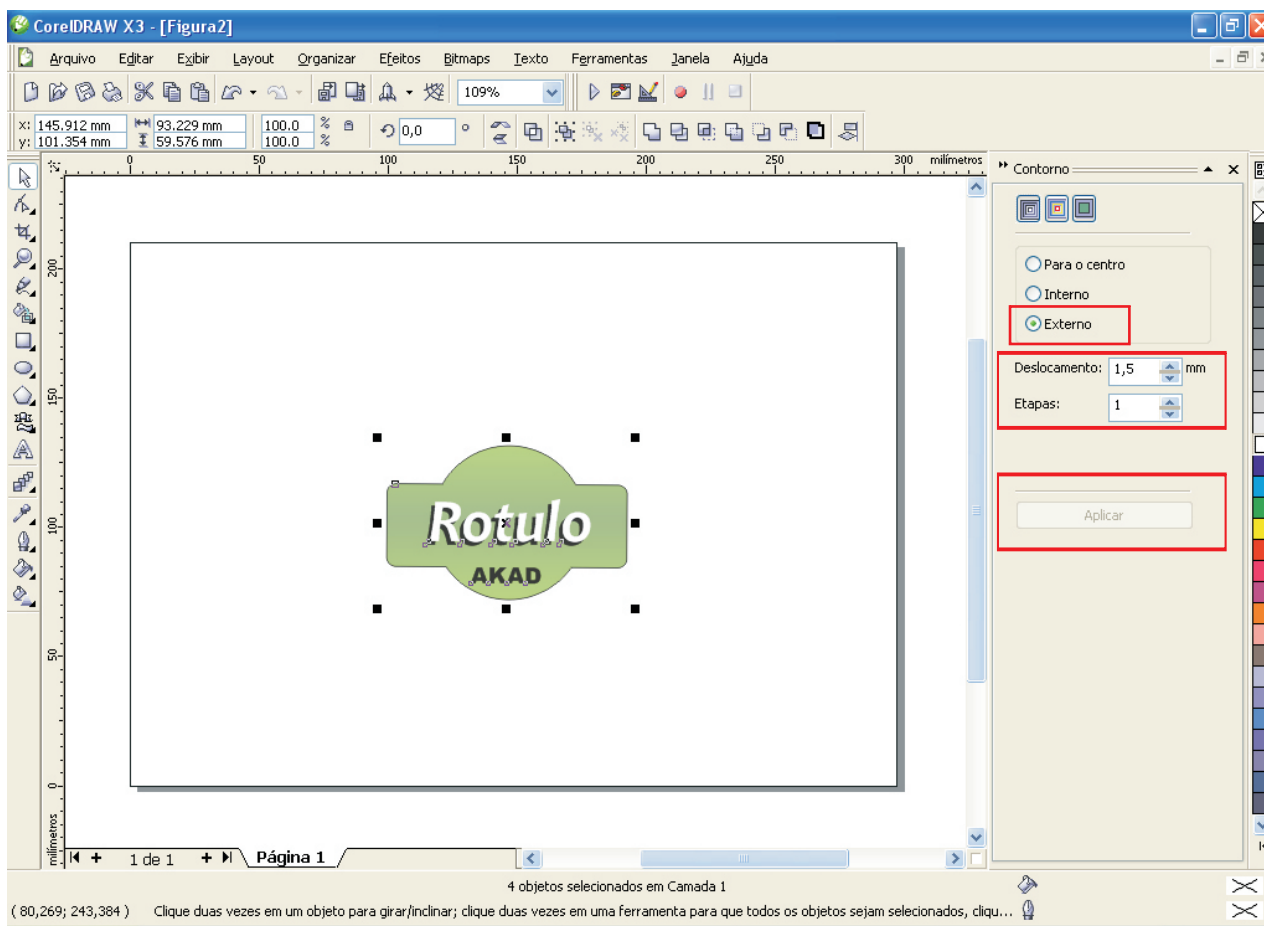 CorelDRAW X3 - [Figura2]
Arquivo Editar Exibir Layout Organizar Efeitos Bitmaps Texto Ferramentas Janela Ajuda
109%
x: 145.912 mm 93.229 mm 100.0 % 0,0 °
y: 101.354 mm 59.576 mm 100.0 %
0 50 100 150 200 250 300 milímetros
200
150
100
50
0
milímetros
Rotulo
AKAD
Contorno
Para o centro
Interno
Externo
Deslocamento: 1,5 mm
Etapas: 1
Aplicar
1 de 1 Página 1
4 objetos selecionados em Camada 1
( 80,269; 243,384 ) Clique duas vezes em um objeto para girar/inclinar; clique duas vezes em uma ferramenta para que todos os objetos sejam selecionados, cliqu...